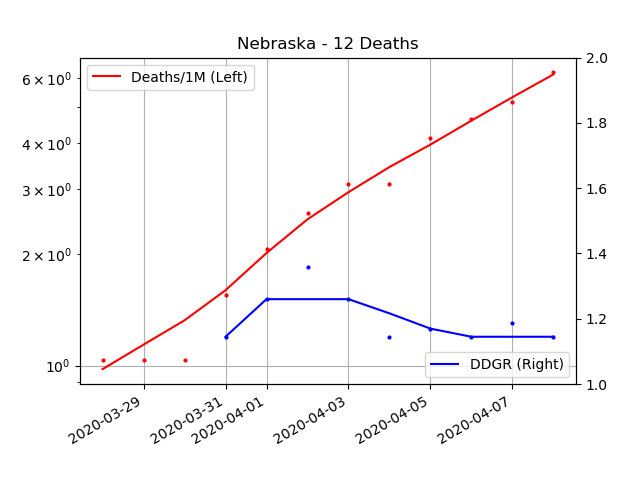 Nebraska - 12 Deaths
Deaths/1M (Left)
6 × 10⁰
4 × 10⁰
3 × 10⁰
2 × 10⁰
10⁰
2.0
1.8
1.6
1.4
1.2
1.0
DDGR (Right)
2020-03-29
2020-03-31
2020-04-01
2020-04-03
2020-04-05
2020-04-07